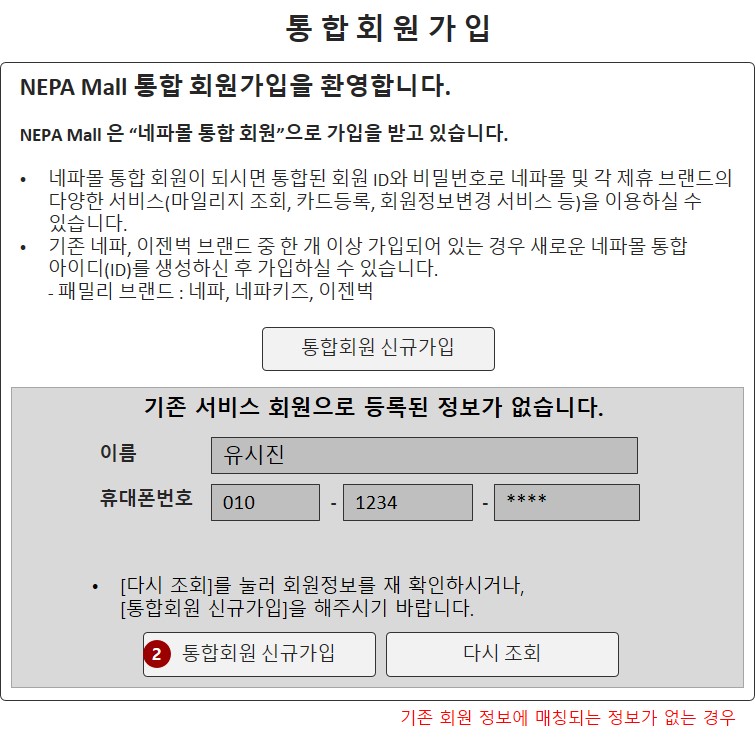 통 합 회 원 가 입
NEPA Mall 통합 회원가입을 환영합니다.
NEPA Mall 은 “네파몰 통합 회원”으로 가입을 받고 있습니다.
• 네파몰 통합 회원이 되시면 통합된 회원 ID와 비밀번호로 네파몰 및 각 제휴 브랜드의
다양한 서비스(마일리지 조회, 카드등록, 회원정보변경 서비스 등)을 이용하실 수
있습니다.
• 기존 네파, 이젠벅 브랜드 중 한 개 이상 가입되어 있는 경우 새로운 네파몰 통합
아이디(ID)를 생성하신 후 가입하실 수 있습니다.
- 패밀리 브랜드 : 네파, 네파키즈, 이젠벅
통합회원 신규가입
기존 서비스 회원으로 등록된 정보가 없습니다.
이름 유시진
휴대폰번호 010 - 1234 - ****
• [다시 조회]를 눌러 회원정보를 재 확인하시거나,
[통합회원 신규가입]을 해주시기 바랍니다.
2 통합회원 신규가입 다시 조회
기존 회원 정보에 매칭되는 정보가 없는 경우